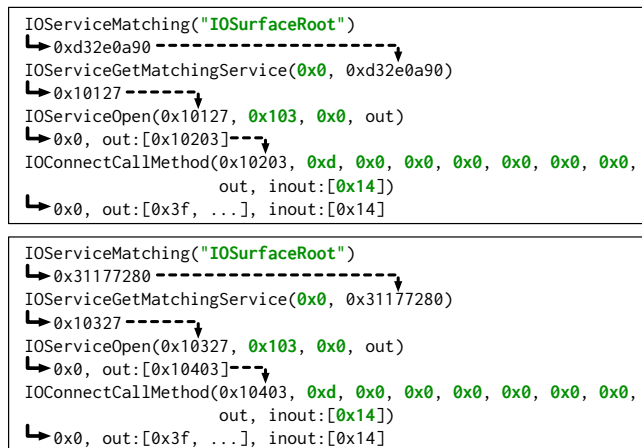 IOServiceMatching("IOSurfaceRoot")
0xd32e0a90
IOServiceGetMatchingService(0x0, 0xd32e0a90)
0x10127
IOServiceOpen(0x10127, 0x103, 0x0, out)
0x0, out:[0x10203]
IOConnectCallMethod(0x10203, 0xd, 0x0, 0x0, 0x0, 0x0, 0x0, 0x0,
out, inout:[0x14])
0x0, out:[0x3f, ...], inout:[0x14]
IOServiceMatching("IOSurfaceRoot")
0x31177280
IOServiceGetMatchingService(0x0, 0x31177280)
0x10327
IOServiceOpen(0x10327, 0x103, 0x0, out)
0x0, out:[0x10403]
IOConnectCallMethod(0x10403, 0xd, 0x0, 0x0, 0x0, 0x0, 0x0, 0x0,
out, inout:[0x14])
0x0, out:[0x3f, ...], inout:[0x14]